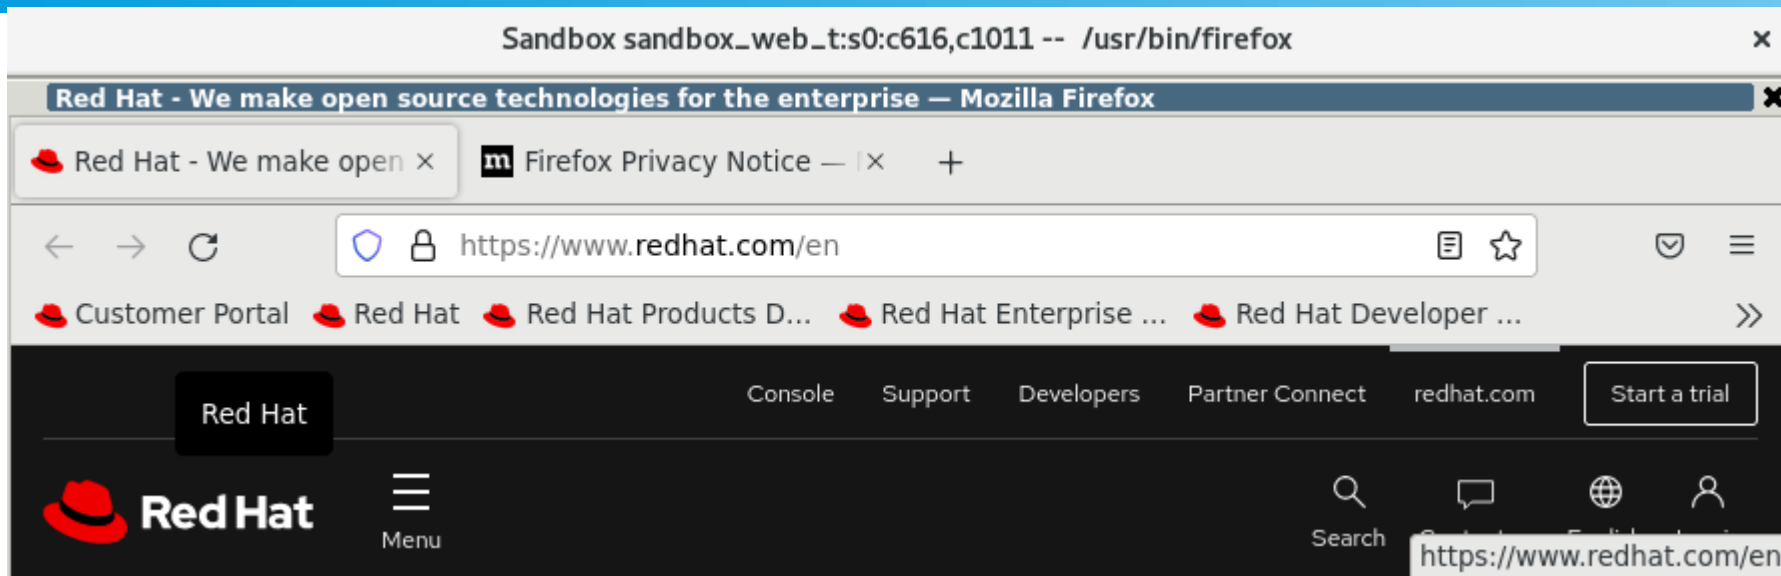 Sandbox sandbox_web_t:s0:c616,c1011 -- /usr/bin/firefox
Red Hat - We make open source technologies for the enterprise — Mozilla Firefox
Red Hat - We make open
m Firefox Privacy Notice —
https://www.redhat.com/en
Customer Portal Red Hat Red Hat Products D... Red Hat Enterprise ... Red Hat Developer ...
Console Support Developers Partner Connect redhat.com Start a trial
Red Hat
Red Hat
Menu
Search
https://www.redhat.com/en